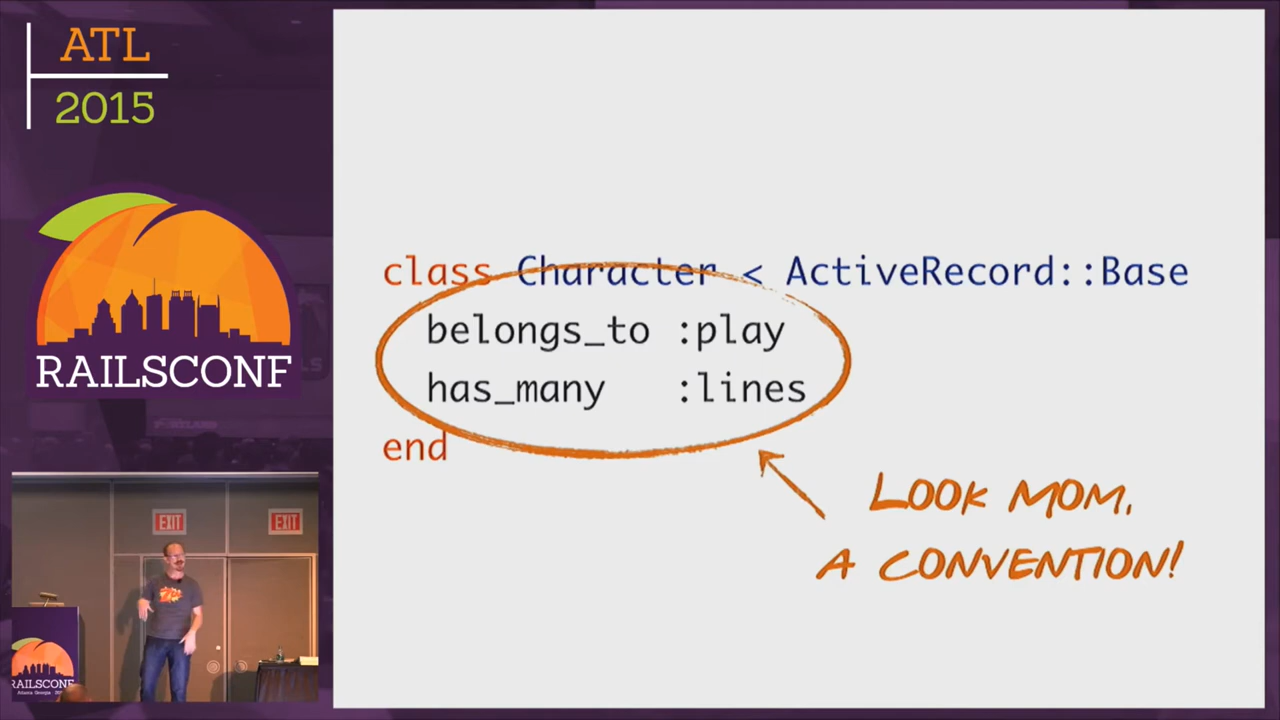 ATL
2015
RAILSCONF
class Character < ActiveRecord::Base
belongs_to :play
has_many :lines
end
LOOK MOM,
A CONVENTION!
EXIT
EXIT
RAILSCONF